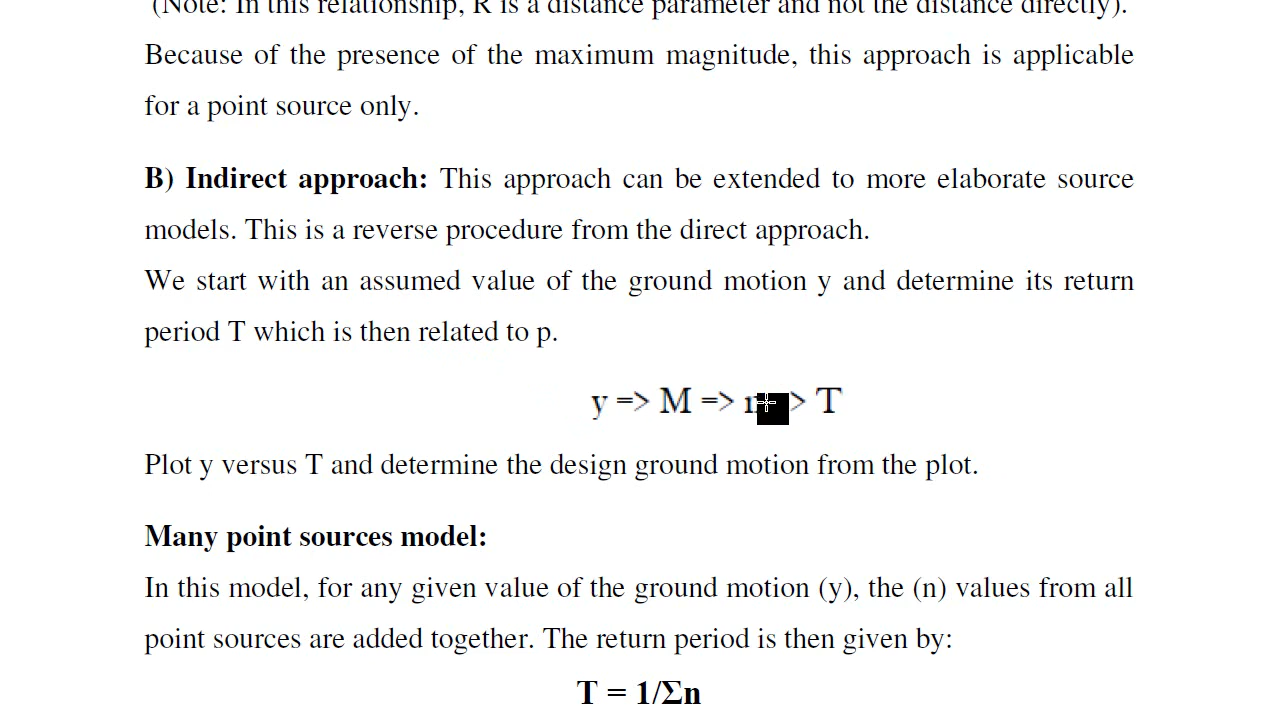 (Note: In this relationship, R is a distance parameter and not the distance directly).
Because of the presence of the maximum magnitude, this approach is applicable
for a point source only.
B) Indirect approach: This approach can be extended to more elaborate source
models. This is a reverse procedure from the direct approach.
We start with an assumed value of the ground motion y and determine its return
period T which is then related to p.
y => M => > T
Plot y versus T and determine the design ground motion from the plot.
Many point sources model:
In this model, for any given value of the ground motion (y), the (n) values from all
point sources are added together. The return period is then given by:
T = 1/Σn